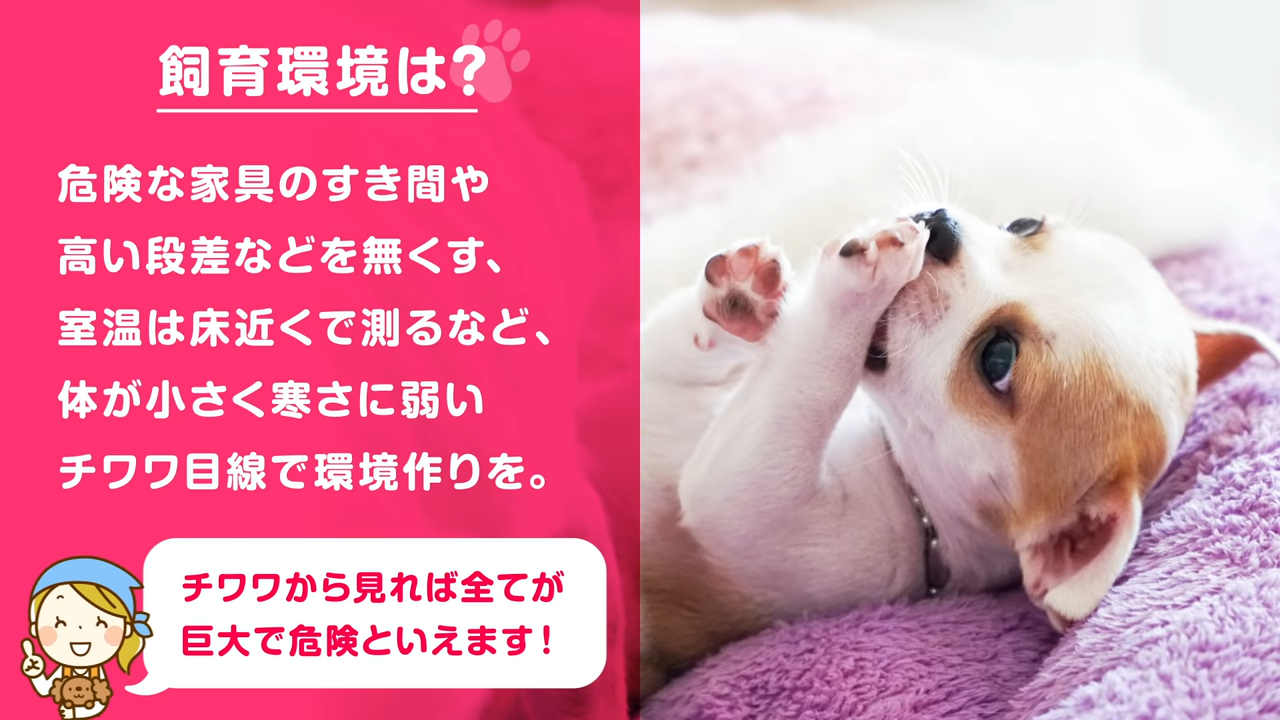 飼育環境は?
危険な家具のすき間や
高い段差などを無くす、
室温は床近くで測るなど、
体が小さく寒さに弱い
チワワ目線で環境作りを。
チワワから見れば全てが
巨大で危険といえます!